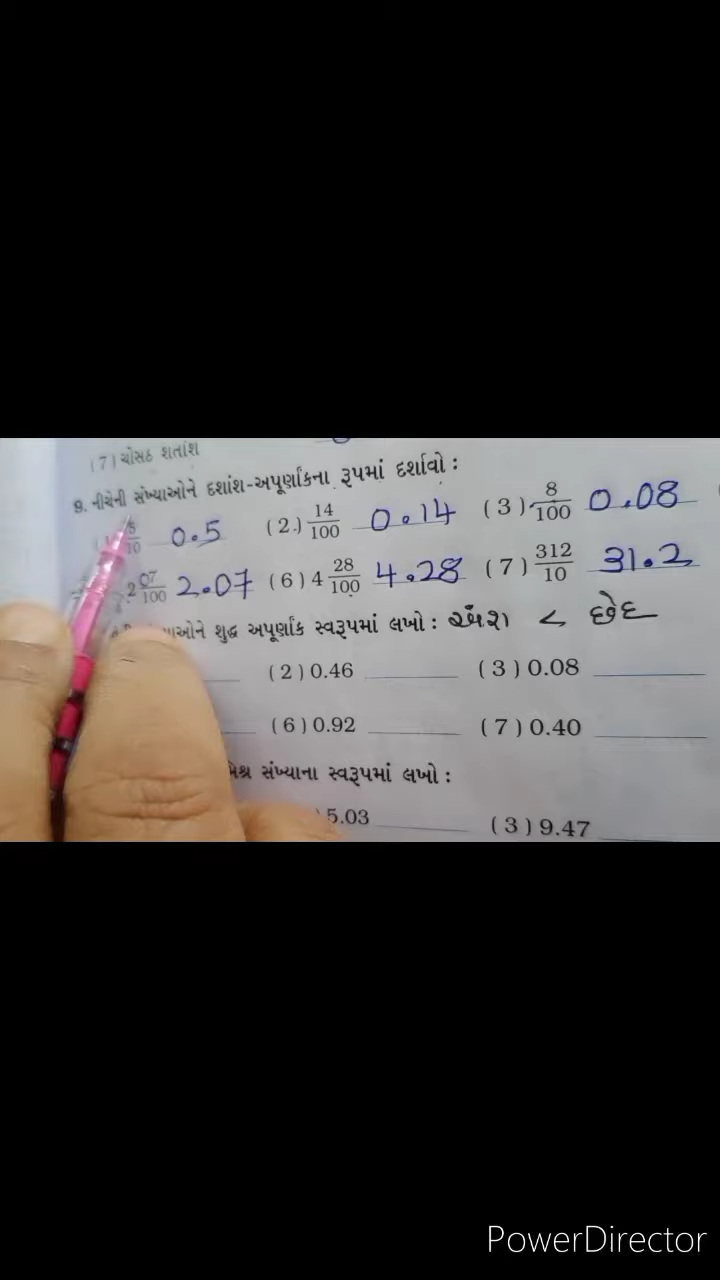 (7) ચોસઠ શતાંશ
9. નીચેની સંખ્યાઓને દશાંશ-અપૂર્ણાંકના રૂપમાં દર્શાવો :
5/10 0.5 (2) 14/100 0.14 (3) 8/100 0.08
2 07/100 2.07 (6) 4 28/100 4.28 (7) 312/10 31.2
શુદ્ધ અપૂર્ણાંક સ્વરૂપમાં લખો : અંશ < છેદ
(2) 0.46 (3) 0.08
(6) 0.92 (7) 0.40
સંખ્યાના સ્વરૂપમાં લખો :
5.03 (3) 9.47
PowerDirector